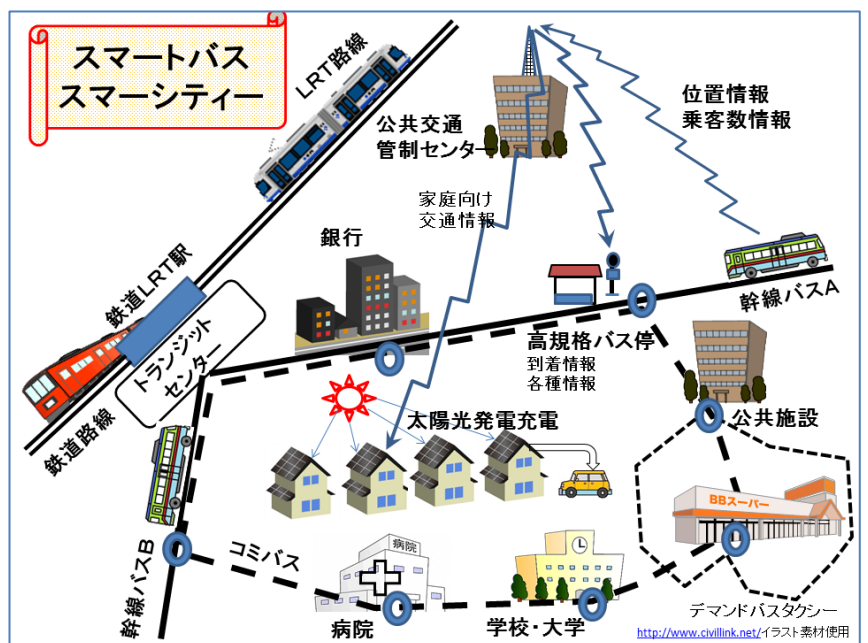 スマートバス
スマーシティー
LRT路線
公共交通
管制センター
位置情報
乗客数情報
家庭向け
交通情報
銀行
鉄道LRT駅
トランジット
センター
鉄道路線
幹線バスA
高規格バス停
到着情報
各種情報
太陽光発電充電
公共施設
BBスーパー
幹線バスB
コミバス
病院
病院
学校・大学
デマンドバスタクシー
http://www.civillink.net/イラスト素材使用